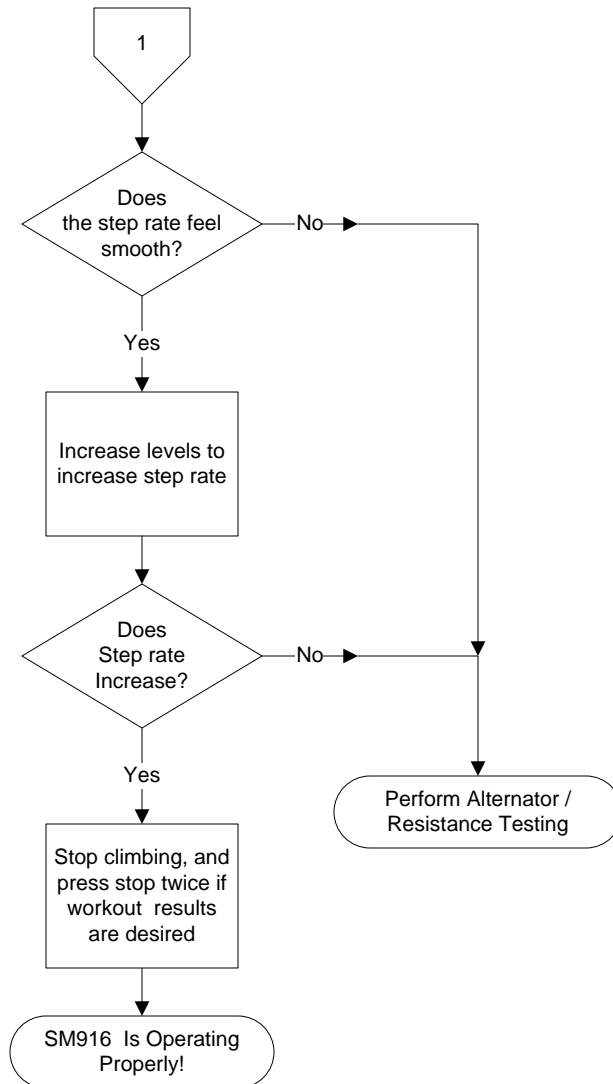 1
Does
the step rate feel
smooth?
No
Yes
Increase levels to
increase step rate
Does
Step rate
Increase?
No
Yes
Perform Alternator /
Resistance Testing
Stop climbing, and
press stop twice if
workout results
are desired
SM916 Is Operating
Properly!